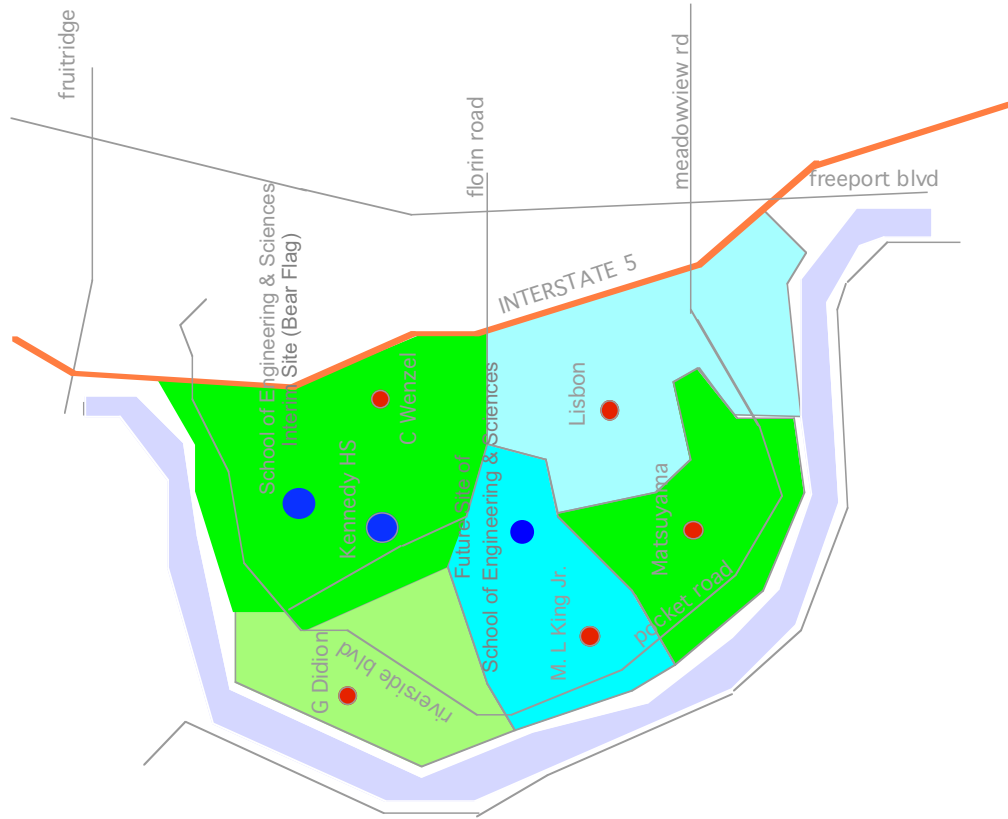 fruitridge
florin road
meadowview rd
freeport blvd
INTERSTATE 5
School of Engineering & Sciences
Interim Site (Bear Flag)
C Wenzel
Kennedy HS
Lisbon
Future Site of
School of Engineering & Sciences
Matsuyama
M. L King Jr.
pocket road
G Didion
riverside blvd